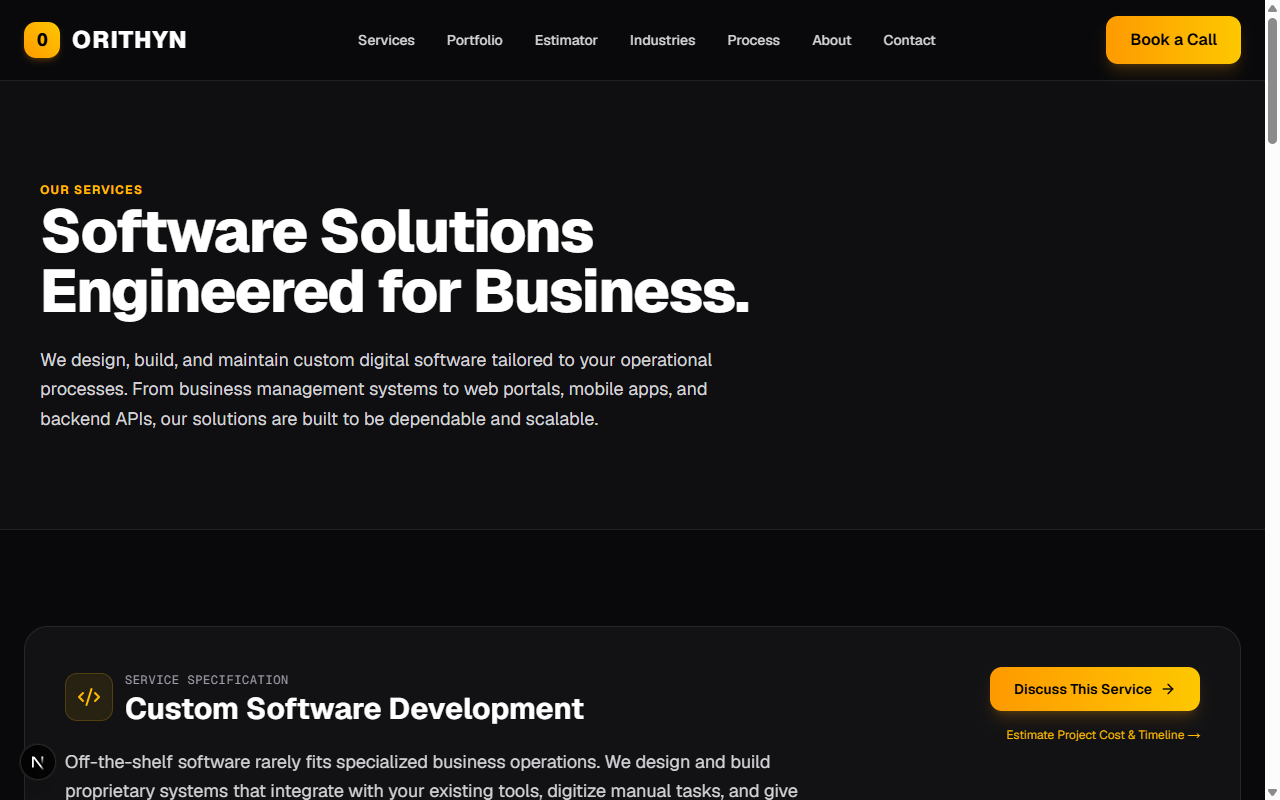 0 ORITHYN
Services Portfolio Estimator Industries Process About Contact
Book a Call
OUR SERVICES
Software Solutions
Engineered for Business.
We design, build, and maintain custom digital software tailored to your operational
processes. From business management systems to web portals, mobile apps, and
backend APIs, our solutions are built to be dependable and scalable.
SERVICE SPECIFICATION
Custom Software Development
Discuss This Service →
Estimate Project Cost & Timeline →
N
Off-the-shelf software rarely fits specialized business operations. We design and build
proprietary systems that integrate with your existing tools, digitize manual tasks, and give